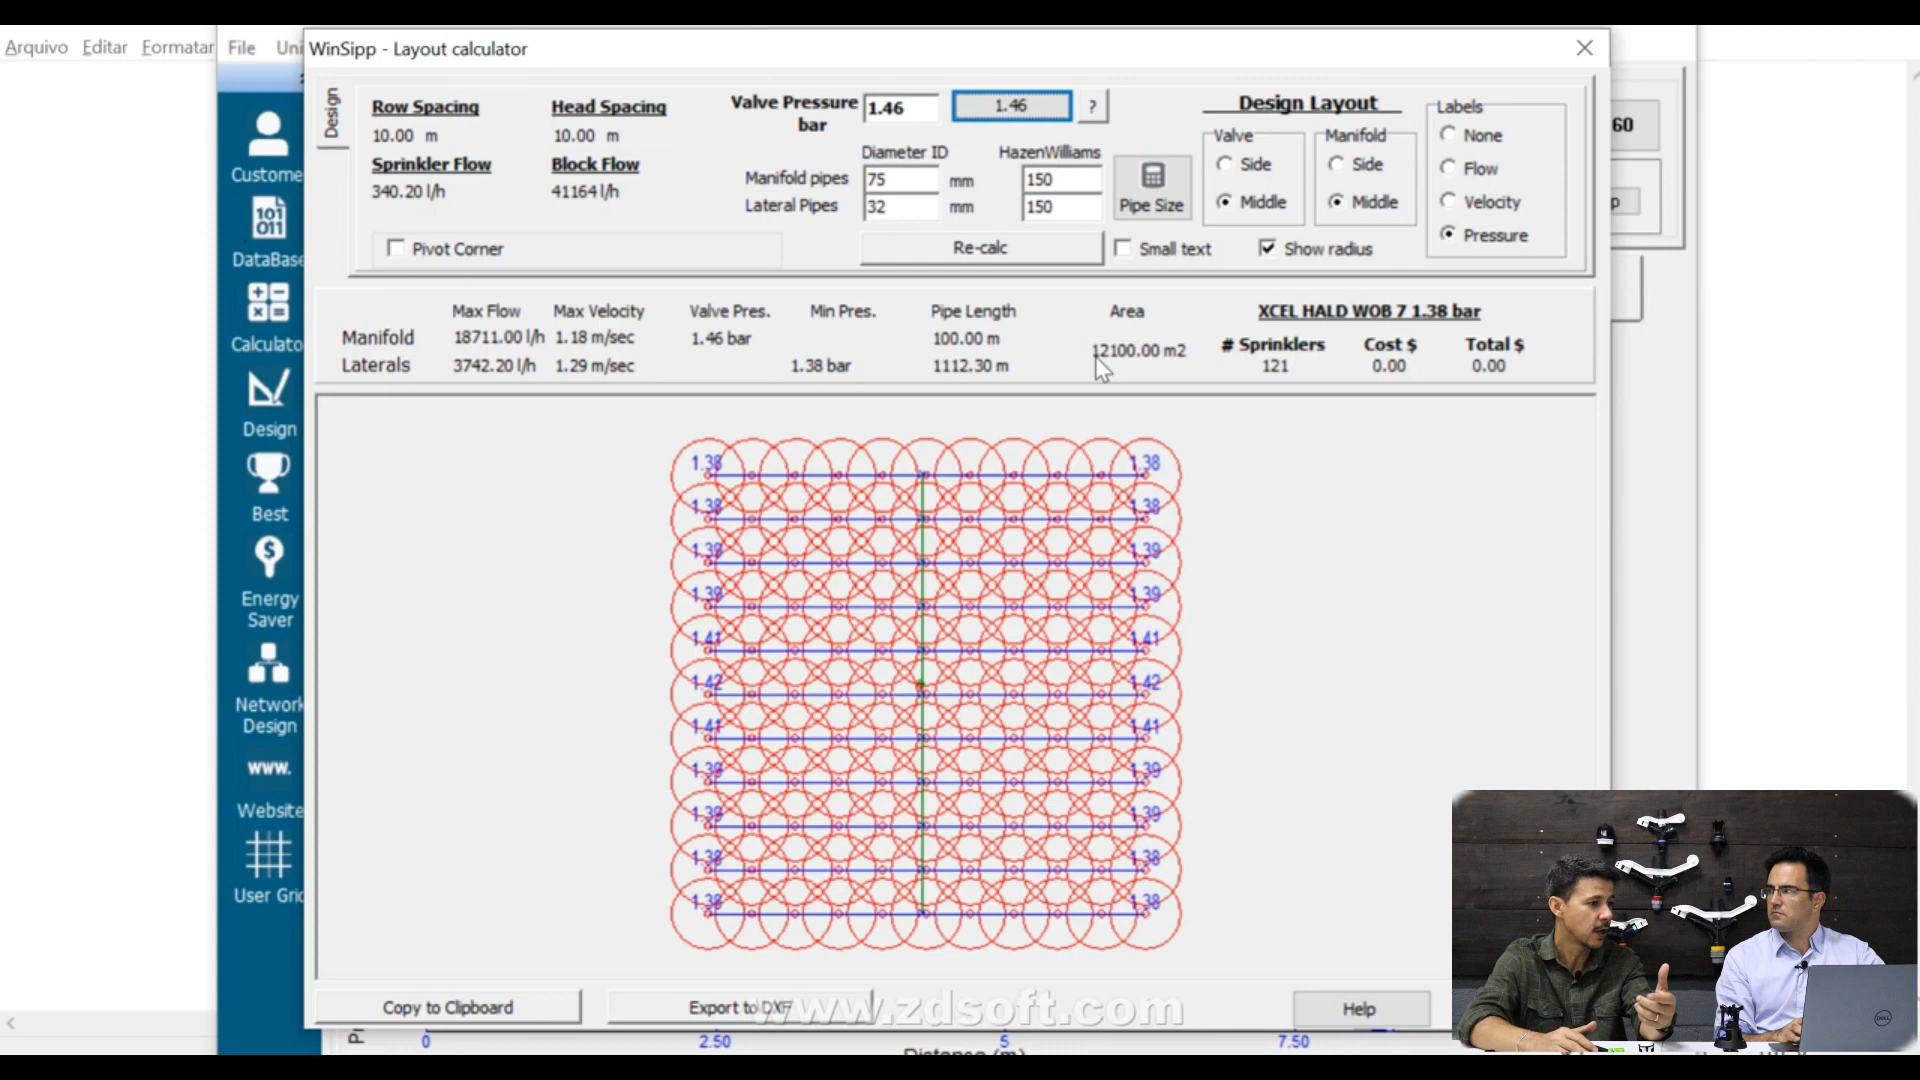 Arquivo Editar Formatar
File
WinSipp - Layout calculator
Design
Row Spacing
10.00 m
Head Spacing
10.00 m
Sprinkler Flow
340.20 l/h
Block Flow
41164 l/h
Valve Pressure
bar
1.46
1.46
?
Diameter ID
HazenWilliams
Manifold pipes 75 mm 150
Lateral Pipes 32 mm 150
Pipe Size
Design Layout
Valve
Side
Middle
Manifold
Side
Middle
Labels
None
Flow
Velocity
Pressure
60
Pivot Corner
Re-calc
Small text
Show radius
Max Flow Max Velocity Valve Pres. Min Pres. Pipe Length Area
Manifold 18711.00 l/h 1.18 m/sec 1.46 bar 100.00 m
Laterals 3742.20 l/h 1.29 m/sec 1.38 bar 1112.30 m
12100.00 m2
XCEL HALD WOB 7 1.38 bar
# Sprinklers Cost $ Total $
121 0.00 0.00
Custome
101
011
DataBase
Calculato
Design
Best
Energy
Saver
Network
Design
www.
Website
User Gric
1.38 1.38
1.38 1.38
1.39 1.39
1.39 1.39
1.41 1.41
1.42 1.42
1.41 1.41
1.39 1.39
1.39 1.39
1.38 1.38
1.38 1.38
Copy to Clipboard
Export to DXF
Help
www.zdsoft.com
0 2.50 5 7.50
Distance (m)
DELL